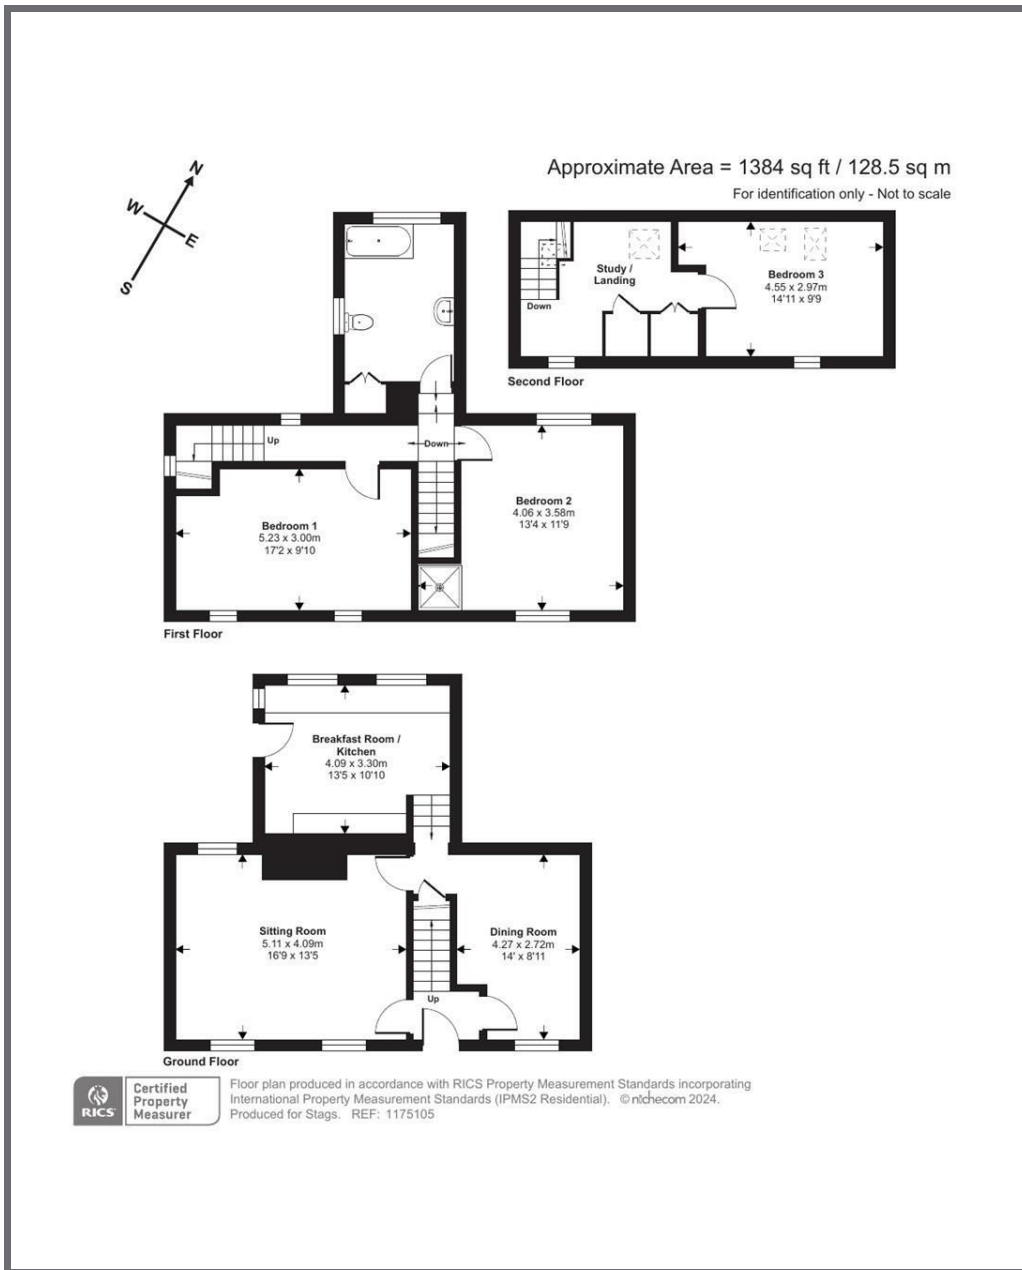 N
W
E
S
Approximate Area = 1384 sq ft / 128.5 sq m
For identification only - Not to scale
Study /
Landing
Down
Bedroom 3
4.55 x 2.97m
14'11 x 9'9
Second Floor
Up
Down
Bedroom 1
5.23 x 3.00m
17'2 x 9'10
Bedroom 2
4.06 x 3.58m
13'4 x 11'9
First Floor
Breakfast Room /
Kitchen
4.09 x 3.30m
13'5 x 10'10
Sitting Room
5.11 x 4.09m
16'9 x 13'5
Dining Room
4.27 x 2.72m
14' x 8'11
Up
Ground Floor
RICS
Certified
Property
Measurer
Floor plan produced in accordance with RICS Property Measurement Standards incorporating
International Property Measurement Standards (IPMS2 Residential). © nichecom 2024.
Produced for Stags. REF: 1175105